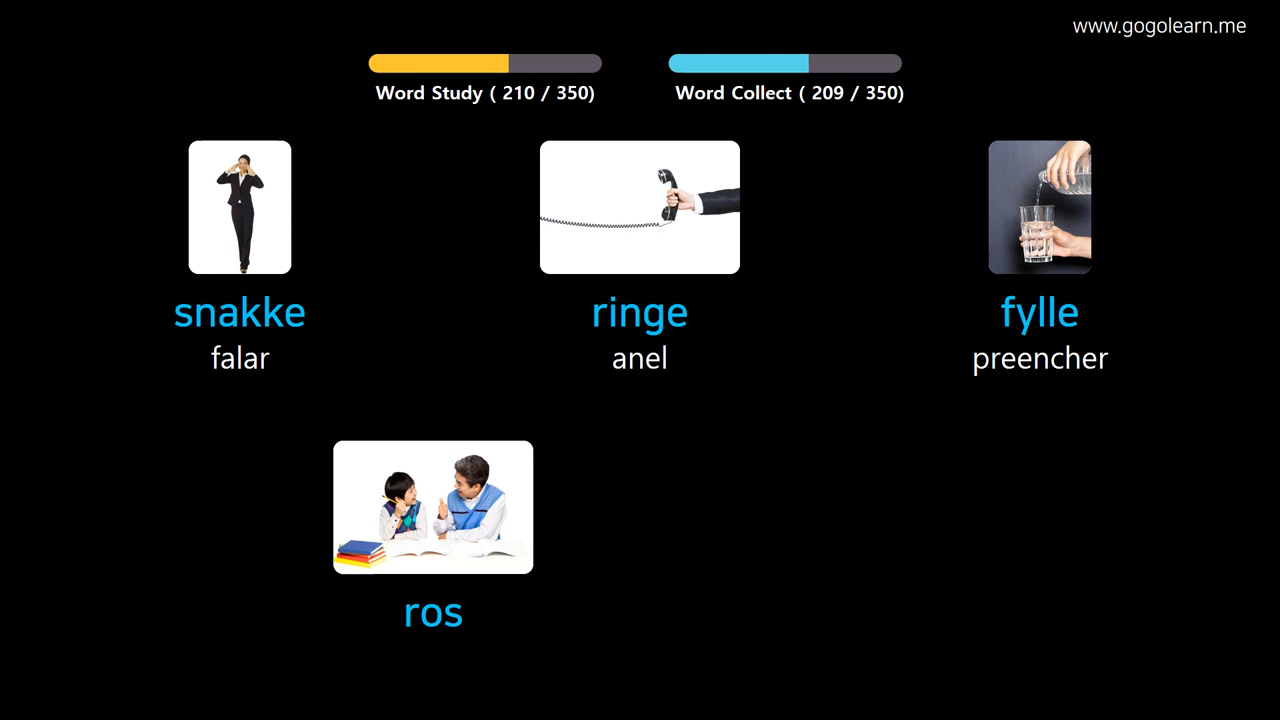 www.gogolearn.me
Word Study ( 210 / 350)
Word Collect ( 209 / 350)
snakke
ringe
fylle
falar
anel
preencher
ros